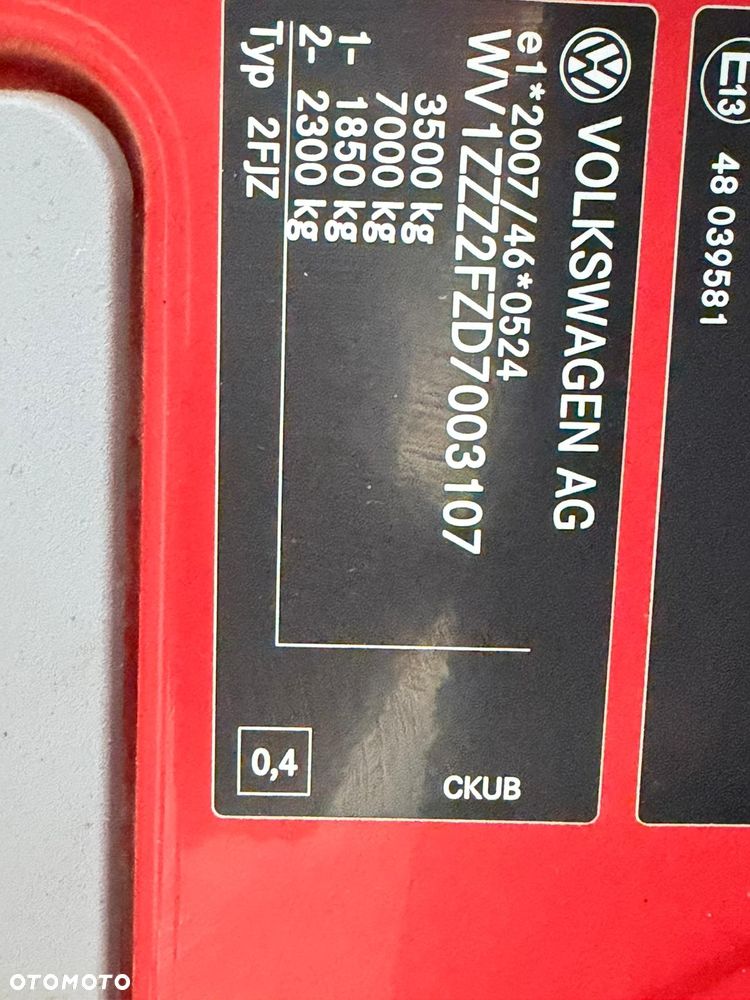 VOLKSWAGEN AG
e1*2007/46*0524
WV1ZZZ2FZD7003107
3500 kg
7000 kg
1- 1850 kg
2- 2300 kg
Typ 2FJZ
CKUB
0,4
E13
48 039581
OTOMOTO